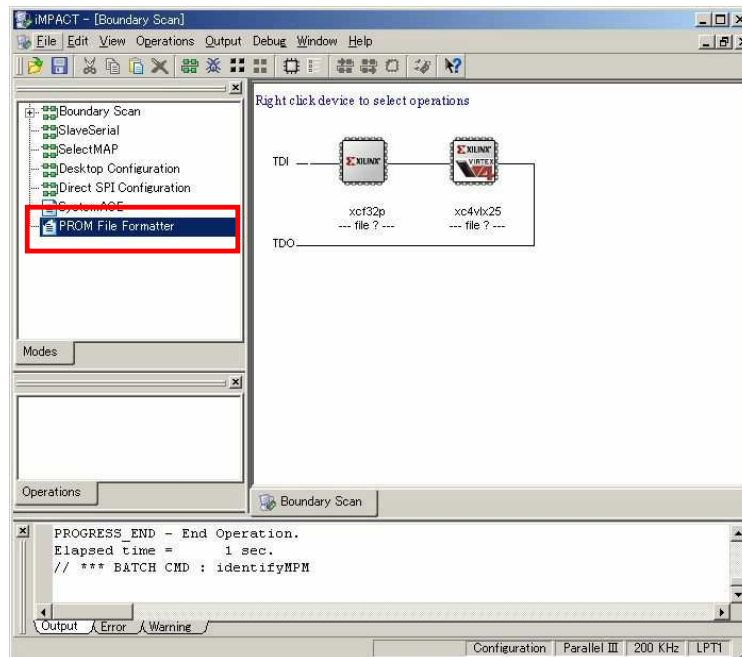 iMPACT - [Boundary Scan]
File Edit View Operations Output Debug Window Help
Boundary Scan
SlaveSerial
SelectMAP
Desktop Configuration
Direct SPI Configuration
SystemACE
PROM File Formatter
Modes
Operations
Right click device to select operations
TDI
XILINX
XILINX
VIRTEX
4
xcf32p
xc4vlx25
--- file ? ---
--- file ? ---
TDO
Boundary Scan
PROGRESS_END - End Operation.
Elapsed time = 1 sec.
// *** BATCH CMD : identifyMPM
Output Error Warning
Configuration Parallel III 200 KHz LPT1